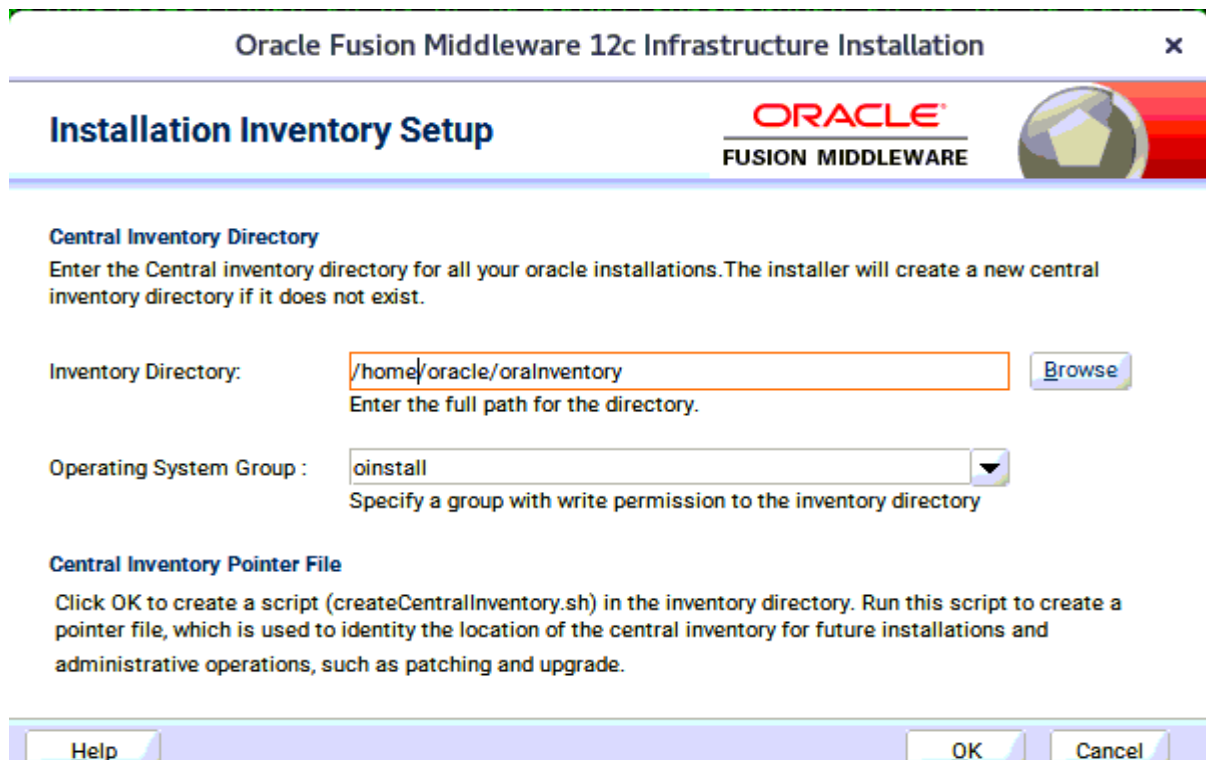 Oracle Fusion Middleware 12c Infrastructure Installation
Installation Inventory Setup
ORACLE
FUSION MIDDLEWARE
Central Inventory Directory
Enter the Central inventory directory for all your oracle installations.The installer will create a new central
inventory directory if it does not exist.
Inventory Directory:
/home/oracle/oraInventory
Browse
Enter the full path for the directory.
Operating System Group :
oinstall
Specify a group with write permission to the inventory directory
Central Inventory Pointer File
Click OK to create a script (createCentralInventory.sh) in the inventory directory. Run this script to create a
pointer file, which is used to identity the location of the central inventory for future installations and
administrative operations, such as patching and upgrade.
Help
OK
Cancel